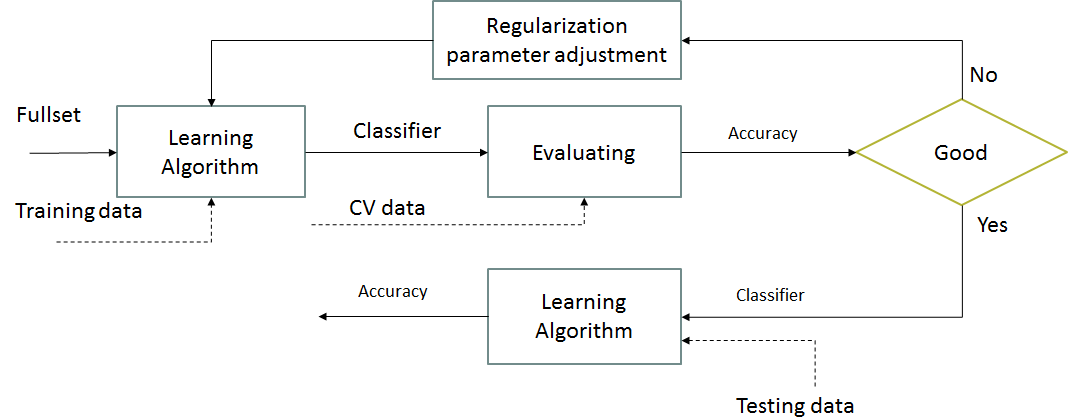 Regularization
parameter adjustment
No
Fullset
Learning
Algorithm
Classifier
Evaluating
Accuracy
Good
Training data
CV data
Yes
Accuracy
Learning
Algorithm
Classifier
Testing data